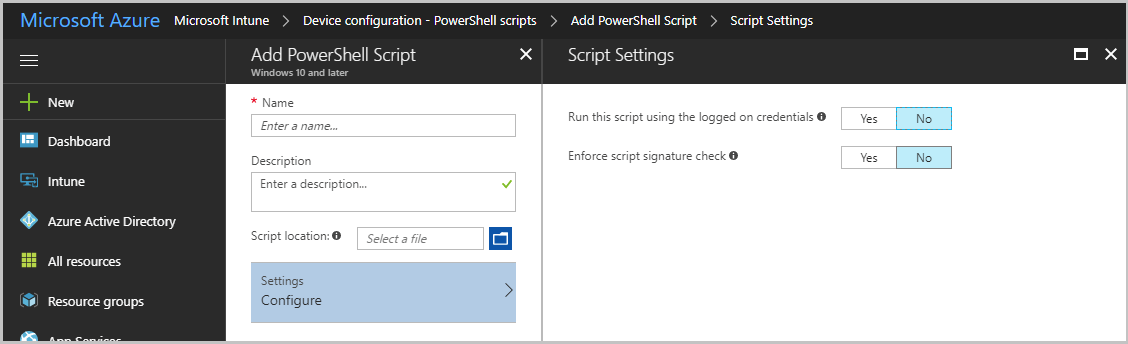 Microsoft Azure Microsoft Intune > Device configuration - PowerShell scripts > Add PowerShell Script > Script Settings
Add PowerShell Script
Windows 10 and later
Script Settings
New
Dashboard
Intune
Azure Active Directory
All resources
Resource groups
App Services
* Name
Enter a name...
Description
Enter a description...
Script location:
Select a file
Settings
Configure
Run this script using the logged on credentials Yes No
Enforce script signature check Yes No